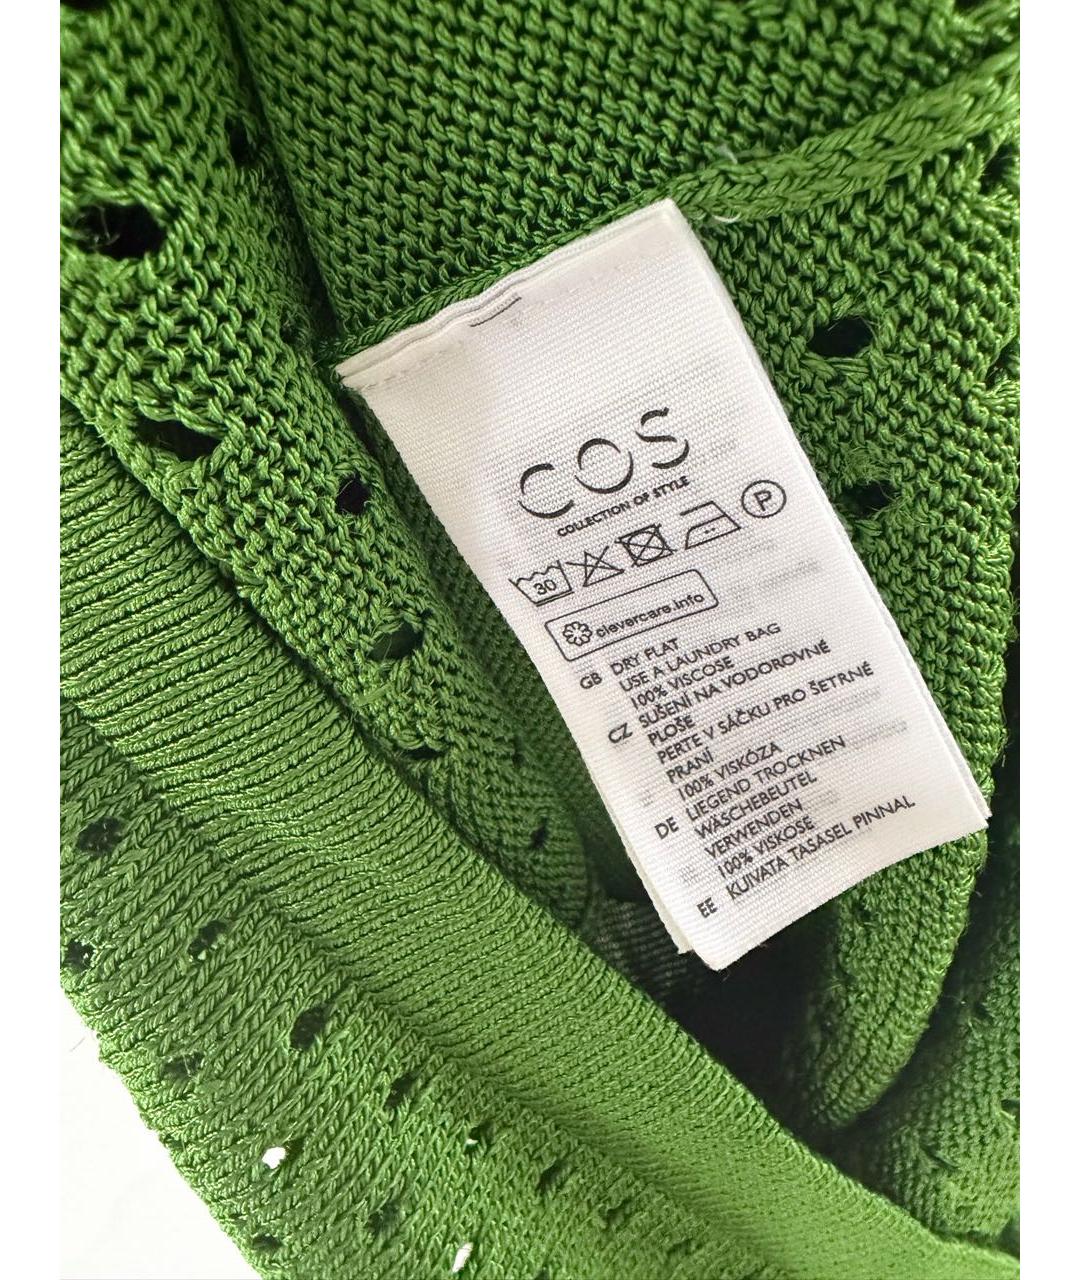 COS
COLLECTION OF STYLE
30
P
clevercare.info
GB DRY FLAT
USE A LAUNDRY BAG
100% VISCOSE
CZ SUŠENÍ NA VODOROVNÉ
PLOŠE
PERTE V SÁČKU PRO ŠETRNÉ
PRANÍ
100% VISKÓZA
DE LIEGEND TROCKNEN
WÄSCHEBEUTEL
VERWENDEN
100% VISKOSE
EE KUIVATA TASASEL PINNAL